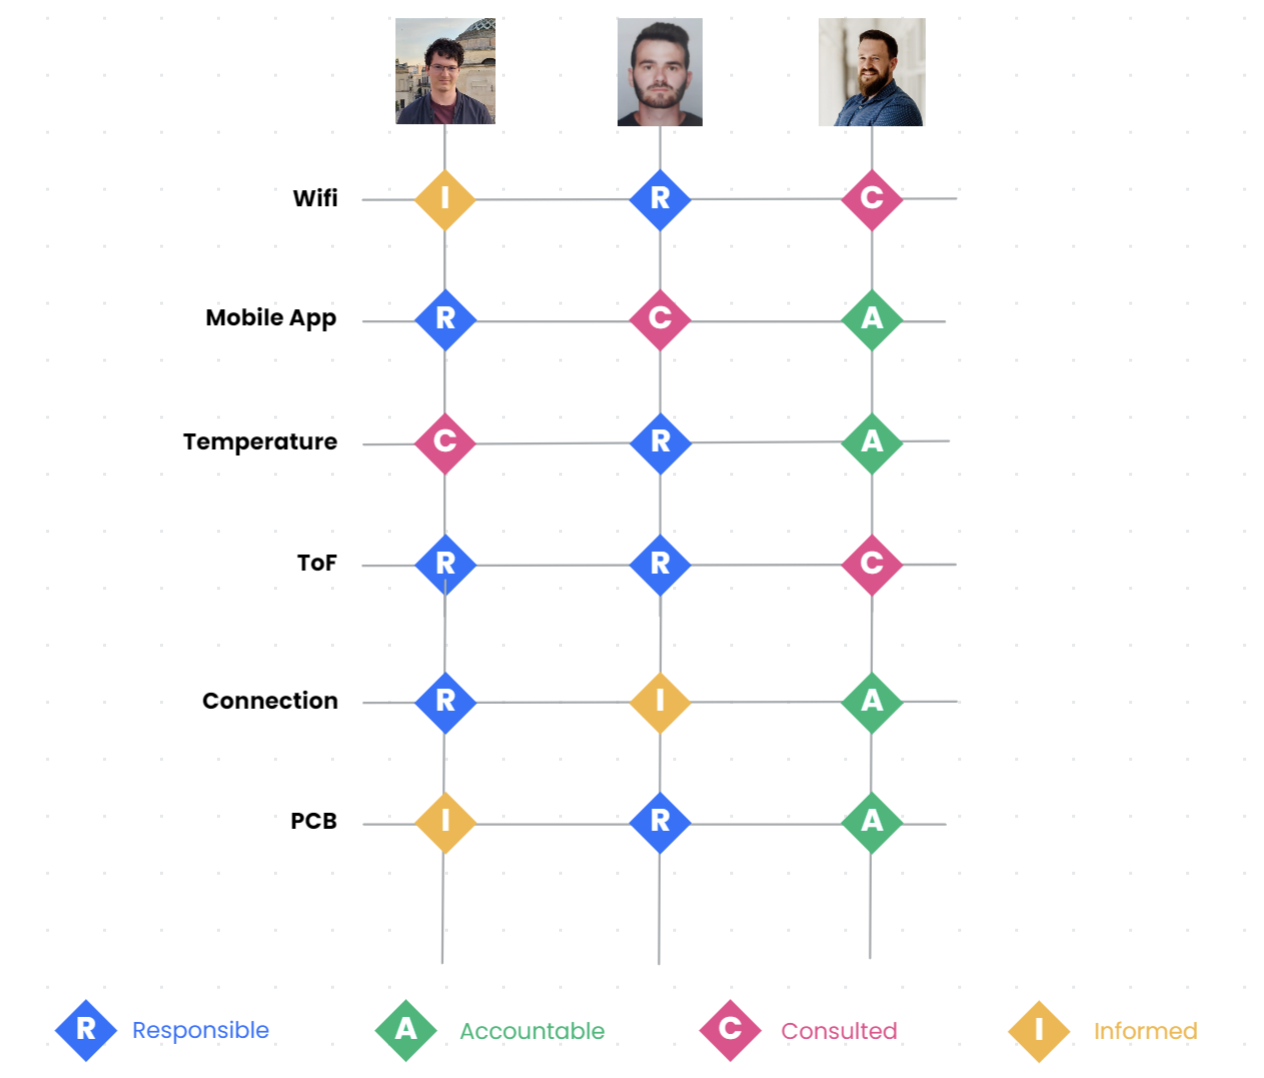 Wifi I R C
Mobile App R C A
Temperature C R A
ToF R R C
Connection R I A
PCB I R A
R Responsible A Accountable C Consulted I Informed